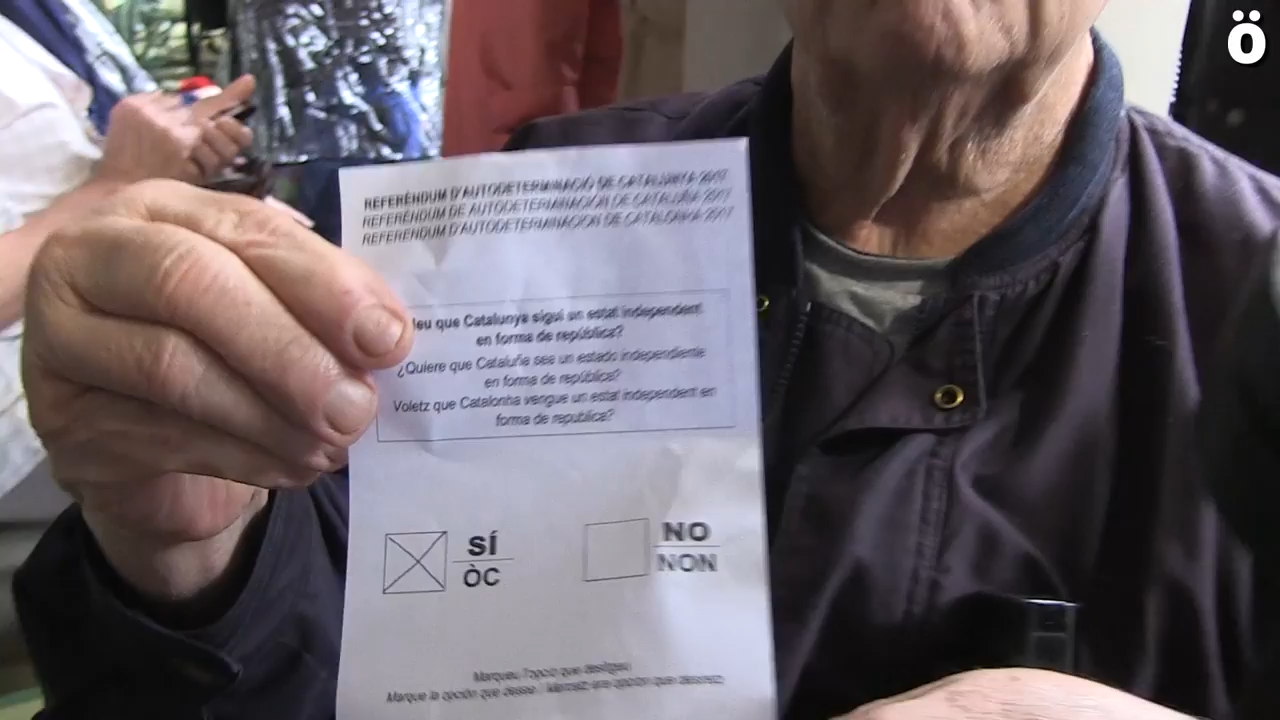 REFERÈNDUM D'AUTODETERMINACIÓ DE CATALUNYA 2017
REFERÉNDUM DE AUTODETERMINACIÓN DE CATALUÑA 2017
REFERÈNDUM D'AUTODETERMINACION DE CATALONHA 2017
leu que Catalunya sigui un estat independent
en forma de república?
¿Quiere que Cataluña sea un estado independiente
en forma de república?
Voletz que Catalonha vengue un estat independent en
forma de republica?
SÍ
ÒC
NO
NON
Marqueu l'opció que desitgeu
Marque la opción que desee
ö